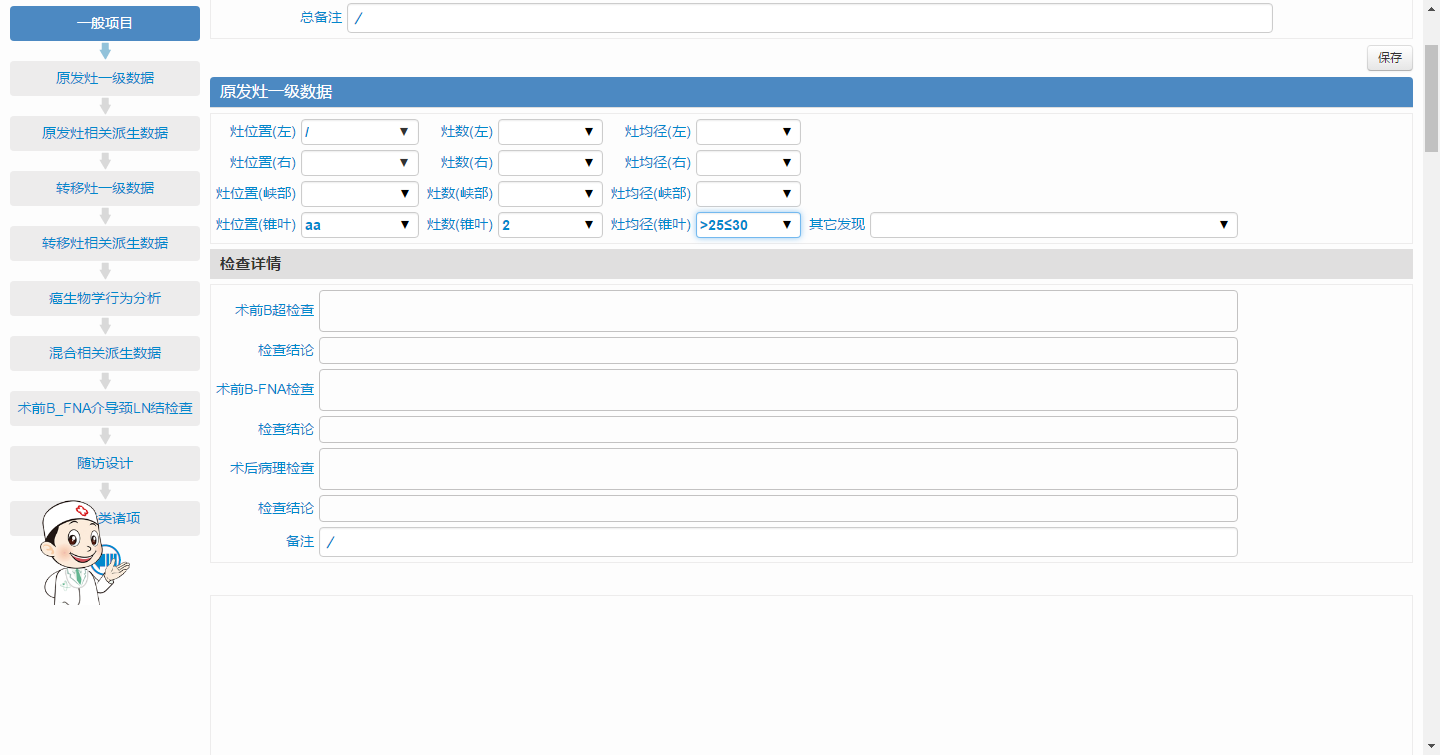 一般项目
原发灶一级数据
原发灶相关派生数据
转移灶一级数据
转移灶相关派生数据
癌生物学行为分析
混合相关派生数据
术前B_FNA介导颈LN结检查
随访设计
类诸项
总备注 /
保存
原发灶一级数据
灶位置(左) / 灶数(左) 灶均径(左)
灶位置(右) 灶数(右) 灶均径(右)
灶位置(峡部) 灶数(峡部) 灶均径(峡部)
灶位置(锥叶) aa 灶数(锥叶) 2 灶均径(锥叶) >25≤30 其它发现
检查详情
术前B超检查
检查结论
术前B-FNA检查
检查结论
术后病理检查
检查结论
备注 /